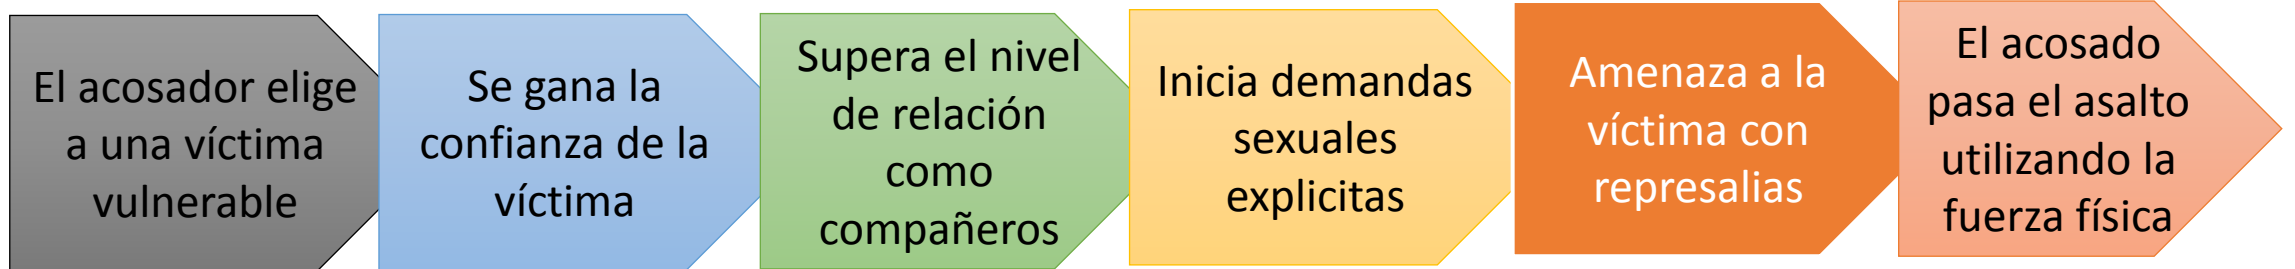 El acosador elige
a una víctima
vulnerable
Se gana la
confianza de la
víctima
Supera el nivel
de relación
como
compañeros
Inicia demandas
sexuales
explicitas
Amenaza a la
víctima con
represalias
El acosado
pasa el asalto
utilizando la
fuerza física